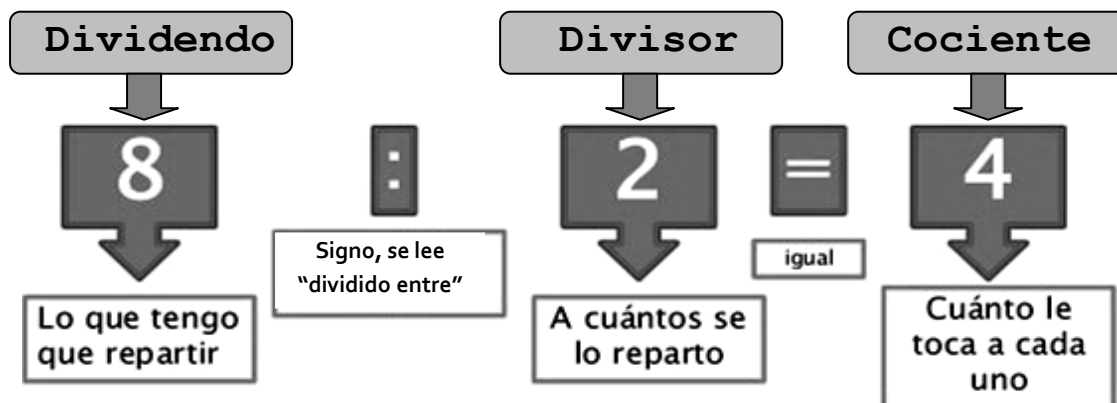 Dividendo
Divisor
Cociente
8 : 2 = 4
Signo, se lee
“dividido entre”
igual
Lo que tengo
que repartir
A cuántos se
lo reparto
Cuánto le
toca a cada
uno